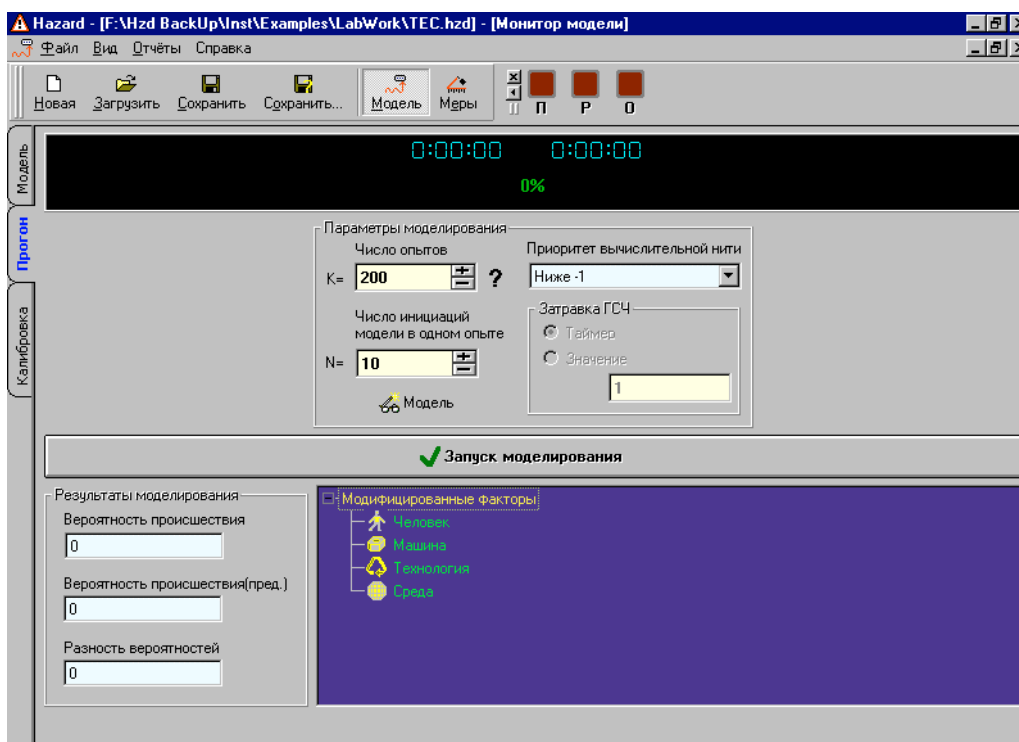 Hazard - [F:\Hzd BackUp\Inst\Examples\LabWork\TEC.hzd] - [Монитор модели]
Файл Вид Отчёты Справка
Новая Загрузить Сохранить Сохранить... Модель Меры П Р О
Модель
Прогон
Калибровка
0:00:00 0:00:00
0%
Параметры моделирования
Число опытов
K= 200 ?
Число инициаций
модели в одном опыте
N= 10
Модель
Приоритет вычислительной нити
Ниже -1
Затравка ГСЧ
Таймер
Значение
1
Запуск моделирования
Результаты моделирования
Вероятность происшествия
0
Вероятность происшествия(пред.)
0
Разность вероятностей
0
Модифицированные факторы
Человек
Машина
Технология
Среда